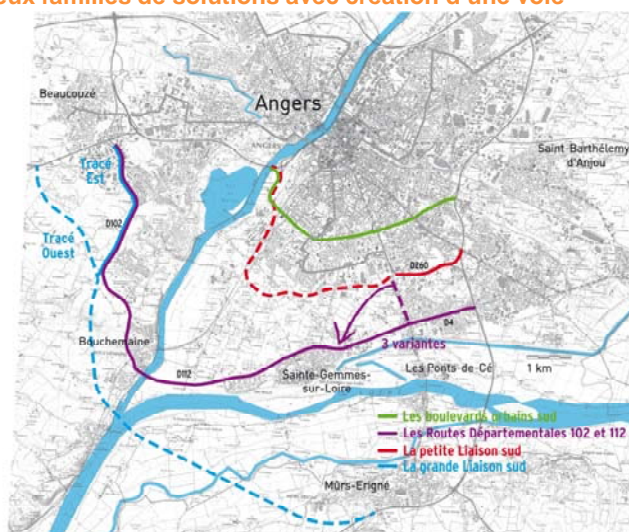 eux familles de solutions avec création d'une voie
Beaucouzé
Angers
ANGERS
Saint Barthélemy
d'Anjou
Tracé
Est
D102
Tracé
Ouest
D260
Bouchemaine
D4
3 variantes
D112
Sainte-Gemmes-
sur-Loire
Les Ponts-de-Cé
1 km
Les boulevards urbains sud
Les Routes Départementales 102 et 112
La petite Liaison sud
La grande Liaison sud
Mûrs-Erigné